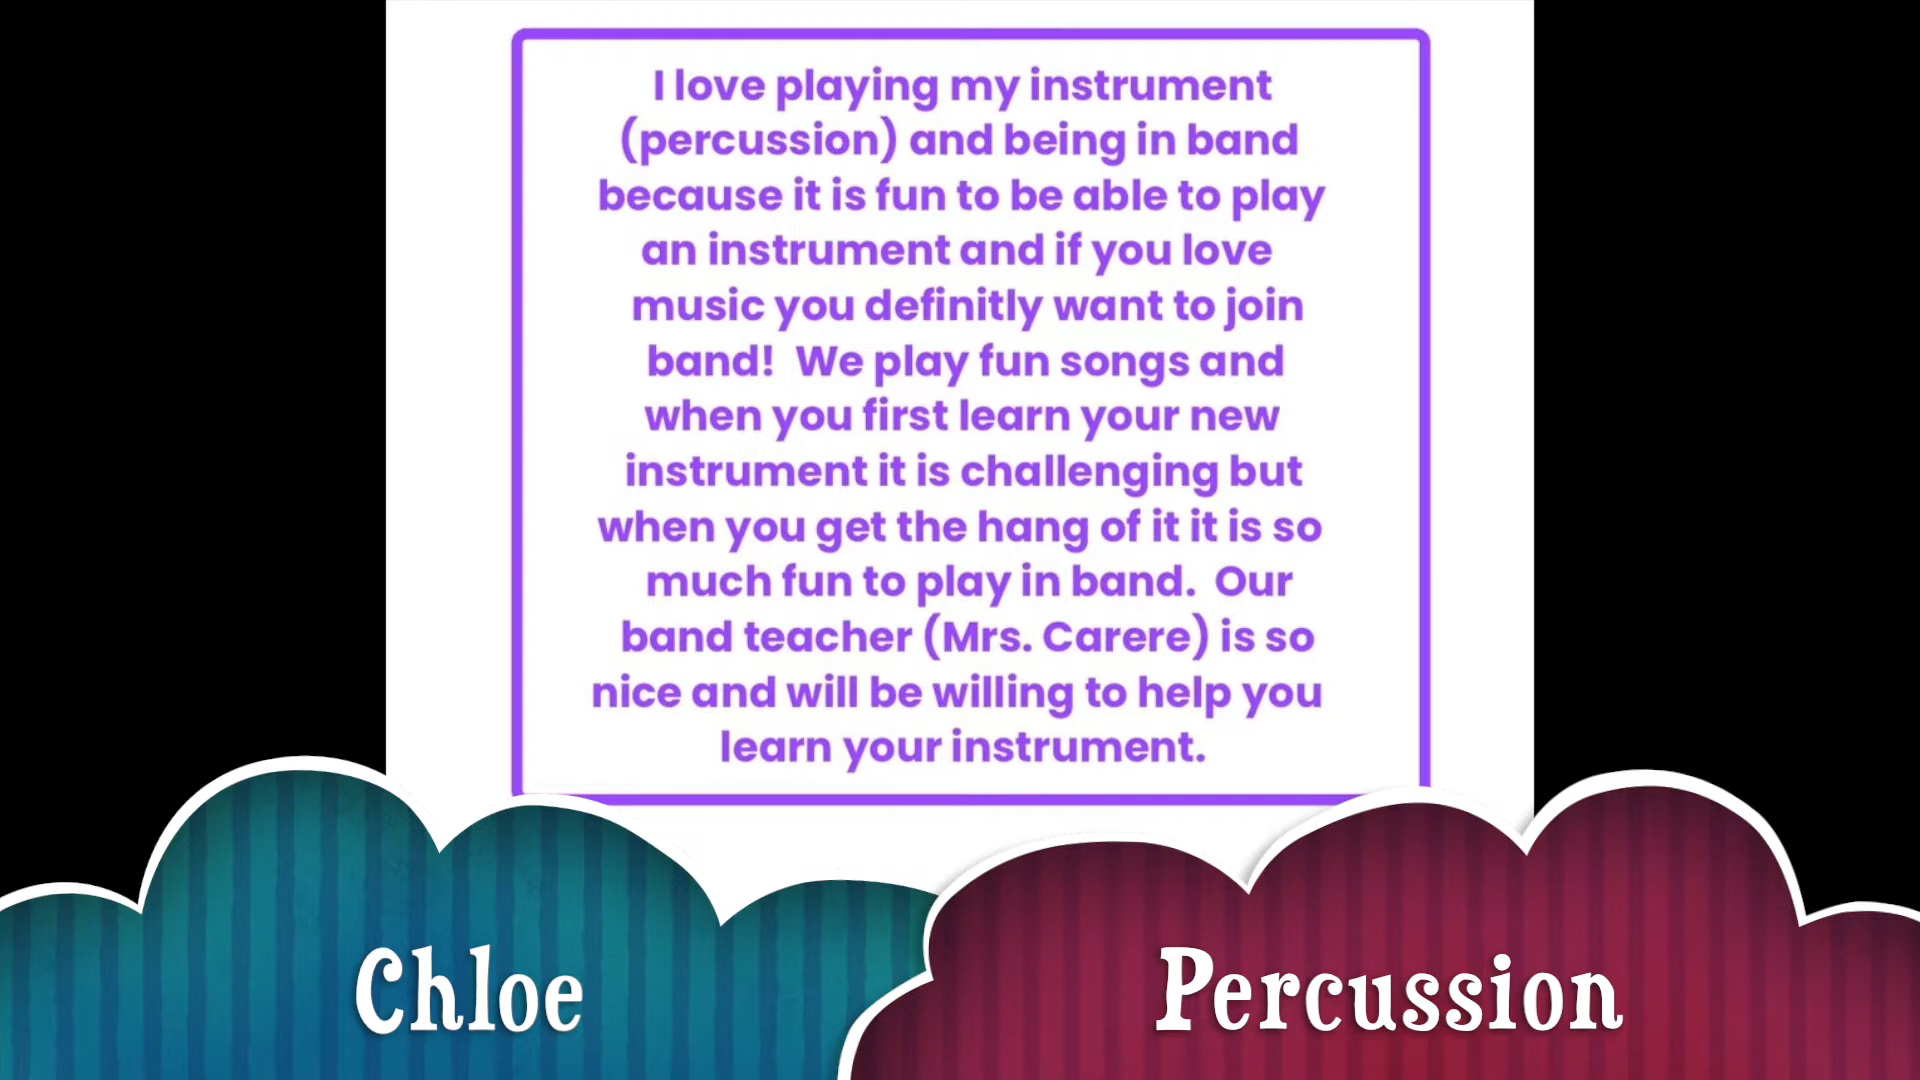 I love playing my instrument
(percussion) and being in band
because it is fun to be able to play
an instrument and if you love
music you definitly want to join
band!  We play fun songs and
when you first learn your new
instrument it is challenging but
when you get the hang of it it is so
much fun to play in band.  Our
band teacher (Mrs. Carere) is so
nice and will be willing to help you
learn your instrument.
Chloe
Percussion